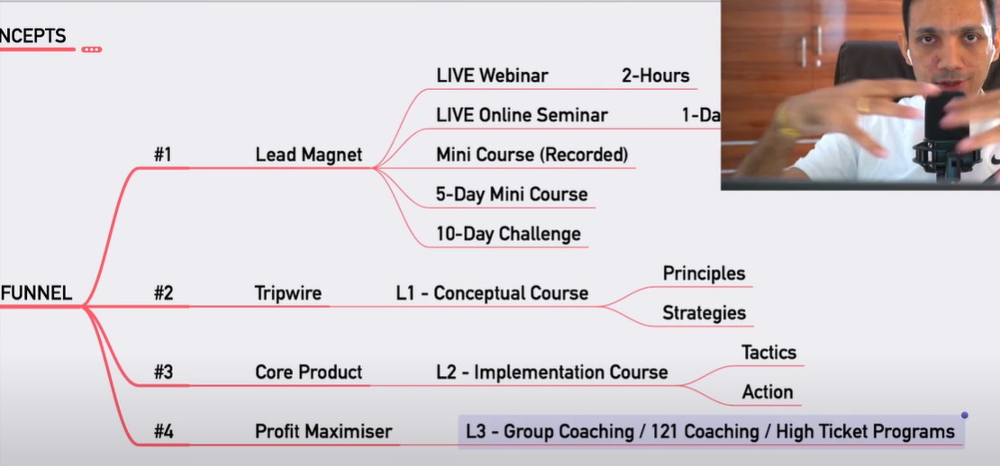 NCEPTS
LIVE Webinar 2-Hours
LIVE Online Seminar 1-Da
#1 Lead Magnet Mini Course (Recorded)
5-Day Mini Course
10-Day Challenge
Principles
FUNNEL #2 Tripwire L1 - Conceptual Course
Strategies
Tactics
#3 Core Product L2 - Implementation Course
Action
#4 Profit Maximiser L3 - Group Coaching / 121 Coaching / High Ticket Programs